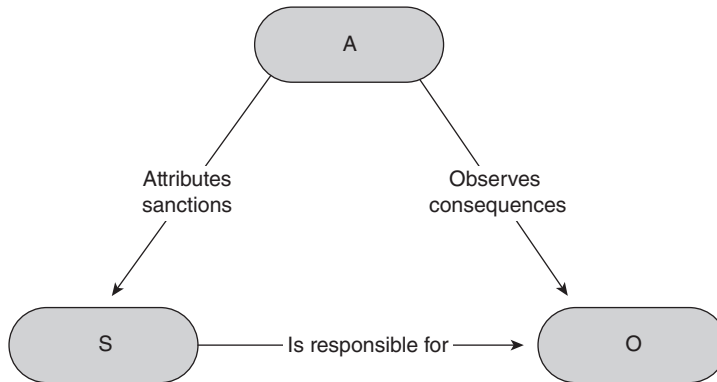 A
Attributes
sanctions
Observes
consequences
S
Is responsible for
O